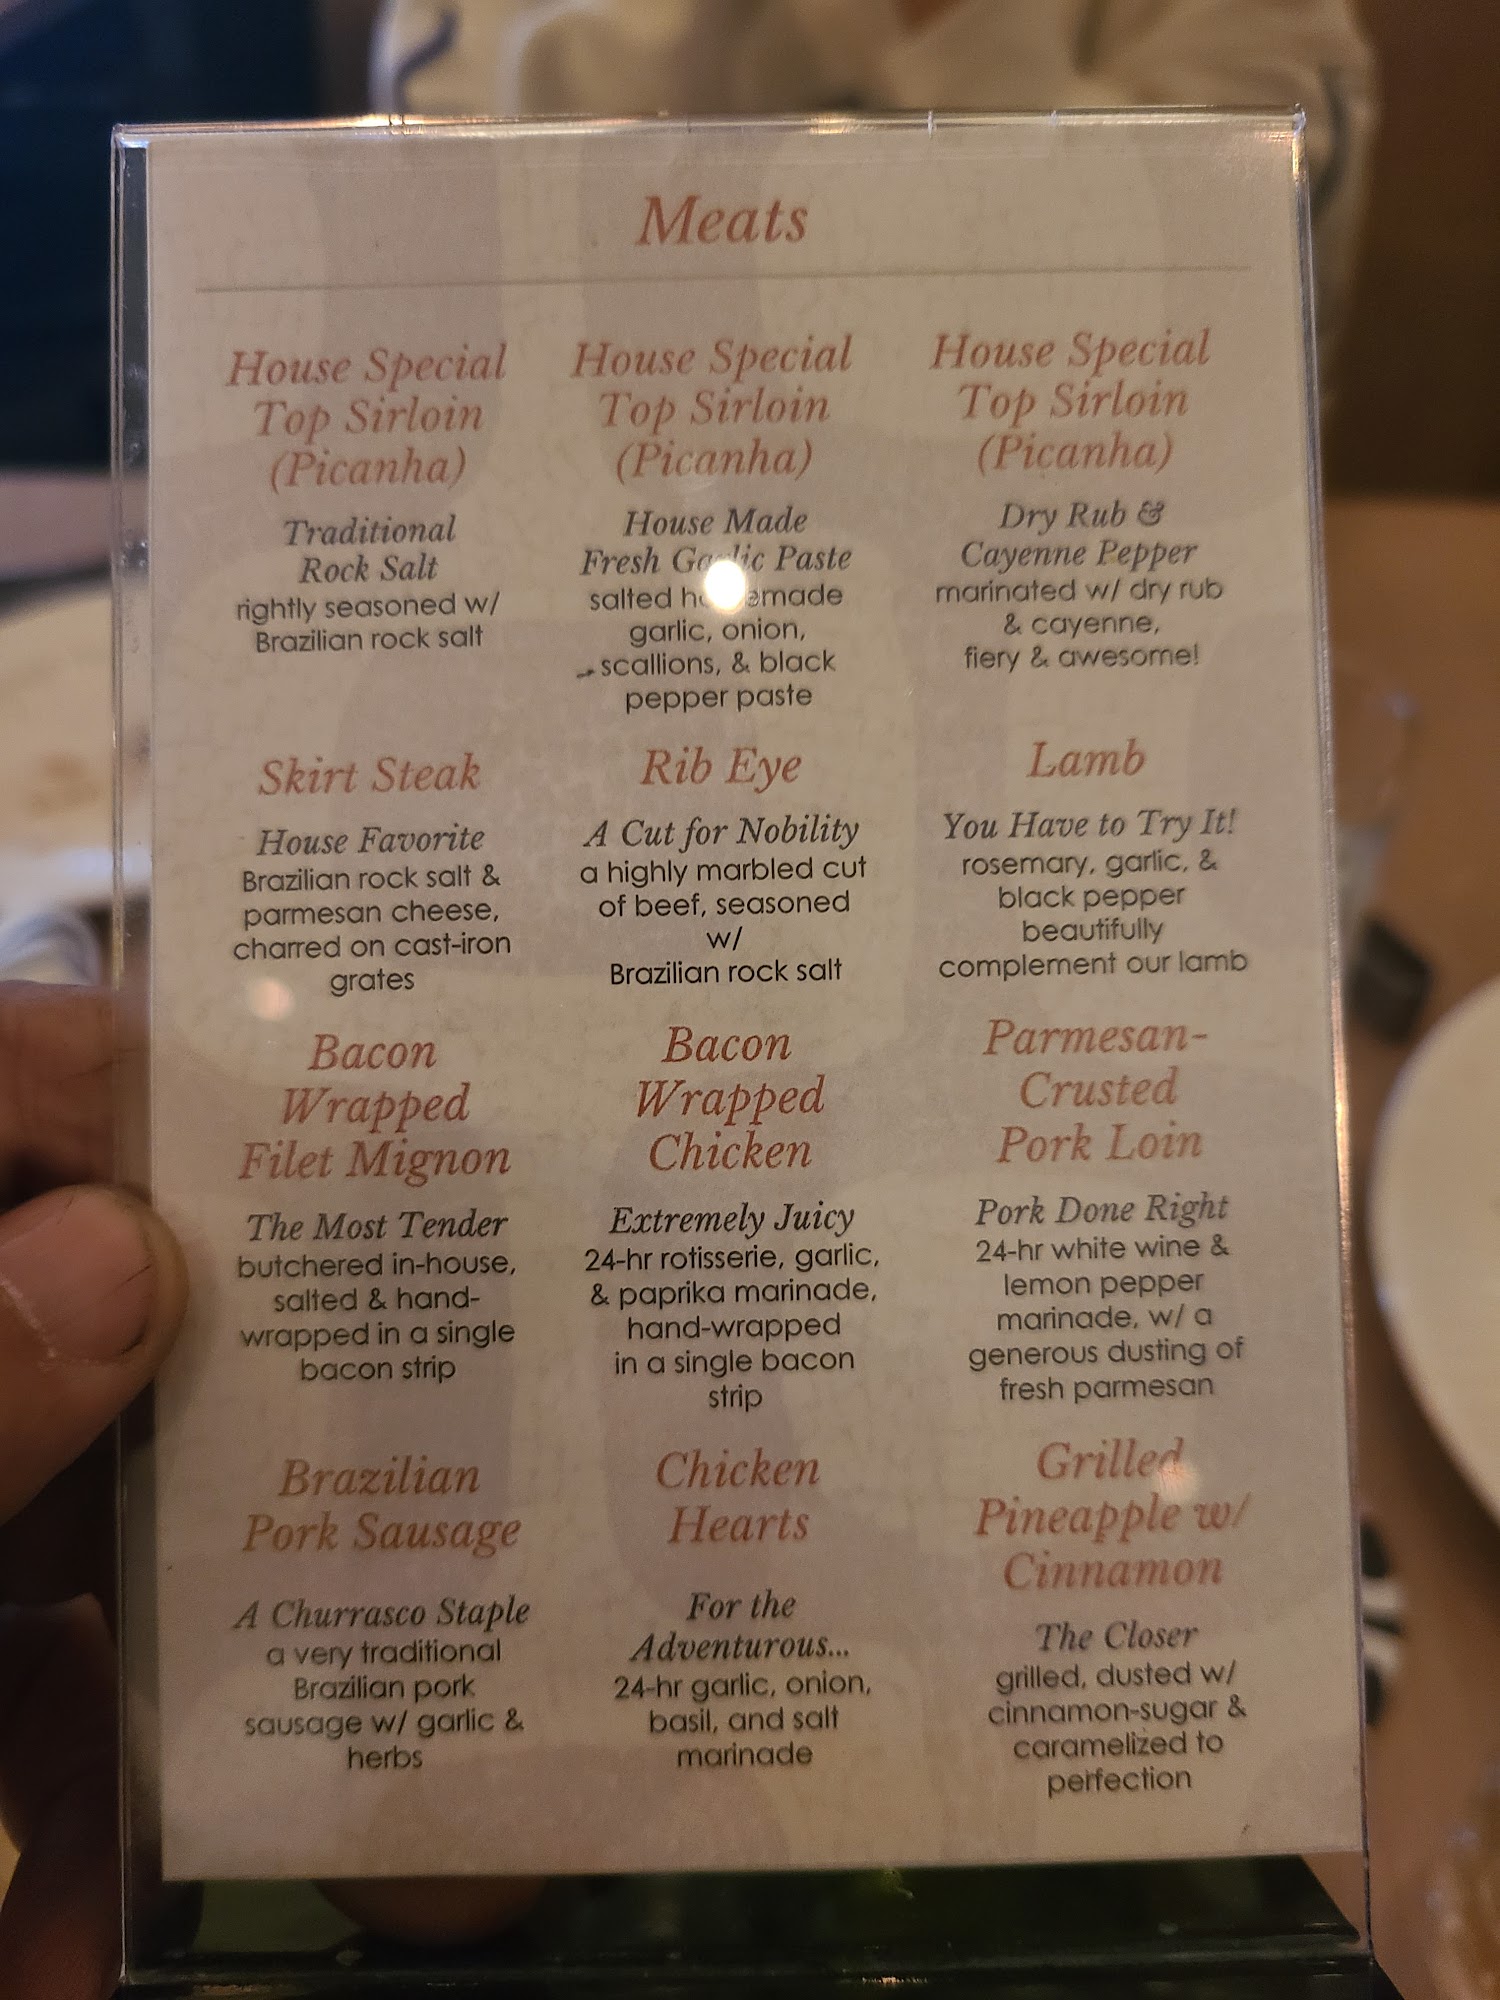 Meats
House Special
Top Sirloin
(Picanha)
Traditional
Rock Salt
rightly seasoned w/
Brazilian rock salt
House Special
Top Sirloin
(Picanha)
House Made
Fresh Garlic Paste
salted homemade
garlic, onion,
scallions, & black
pepper paste
House Special
Top Sirloin
(Picanha)
Dry Rub &
Cayenne Pepper
marinated w/ dry rub
& cayenne,
fiery & awesome!
Skirt Steak
House Favorite
Brazilian rock salt &
parmesan cheese,
charred on cast-iron
grates
Rib Eye
A Cut for Nobility
a highly marbled cut
of beef, seasoned
w/
Brazilian rock salt
Lamb
You Have to Try It!
rosemary, garlic, &
black pepper
beautifully
complement our lamb
Bacon
Wrapped
Filet Mignon
The Most Tender
butchered in-house,
salted & hand-
wrapped in a single
bacon strip
Bacon
Wrapped
Chicken
Extremely Juicy
24-hr rotisserie, garlic,
& paprika marinade,
hand-wrapped
in a single bacon
strip
Parmesan-
Crusted
Pork Loin
Pork Done Right
24-hr white wine &
lemon pepper
marinade, w/ a
generous dusting of
fresh parmesan
Brazilian
Pork Sausage
A Churrasco Staple
a very traditional
Brazilian pork
sausage w/ garlic &
herbs
Chicken
Hearts
For the
Adventurous...
24-hr garlic, onion,
basil, and salt
marinade
Grilled
Pineapple w/
Cinnamon
The Closer
grilled, dusted w/
cinnamon-sugar &
caramelized to
perfection